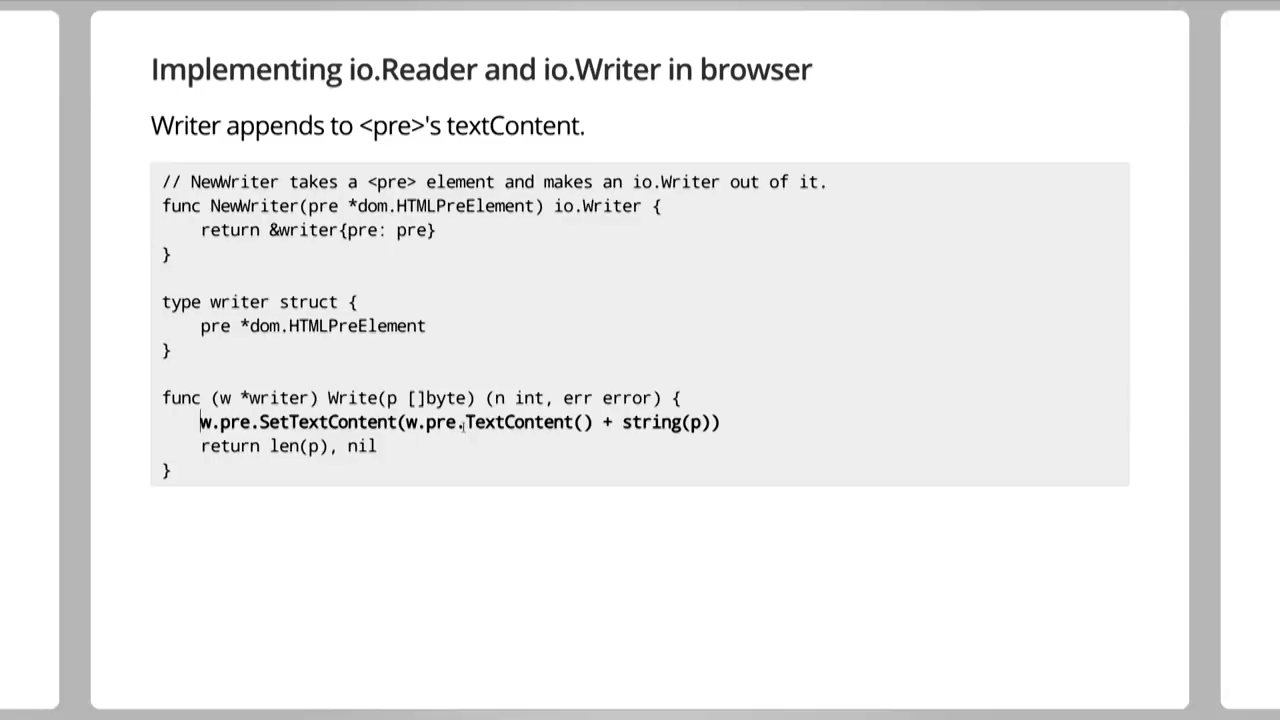 Implementing io.Reader and io.Writer in browser
Writer appends to <pre>'s textContent.
// NewWriter takes a <pre> element and makes an io.Writer out of it.
func NewWriter(pre *dom.HTMLPreElement) io.Writer {
    return &writer{pre: pre}
}
type writer struct {
    pre *dom.HTMLPreElement
}
func (w *writer) Write(p []byte) (n int, err error) {
    w.pre.SetTextContent(w.pre.TextContent() + string(p))
    return len(p), nil
}